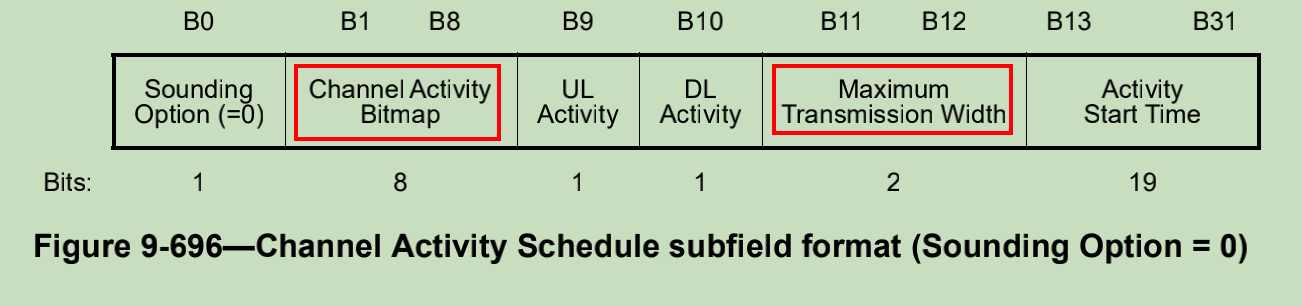 B0 B1 B8 B9 B10 B11 B12 B13 B31
Sounding Option (=0)
Channel Activity Bitmap
UL Activity
DL Activity
Maximum Transmission Width
Activity Start Time
Bits: 1 8 1 1 2 19
Figure 9-696—Channel Activity Schedule subfield format (Sounding Option = 0)